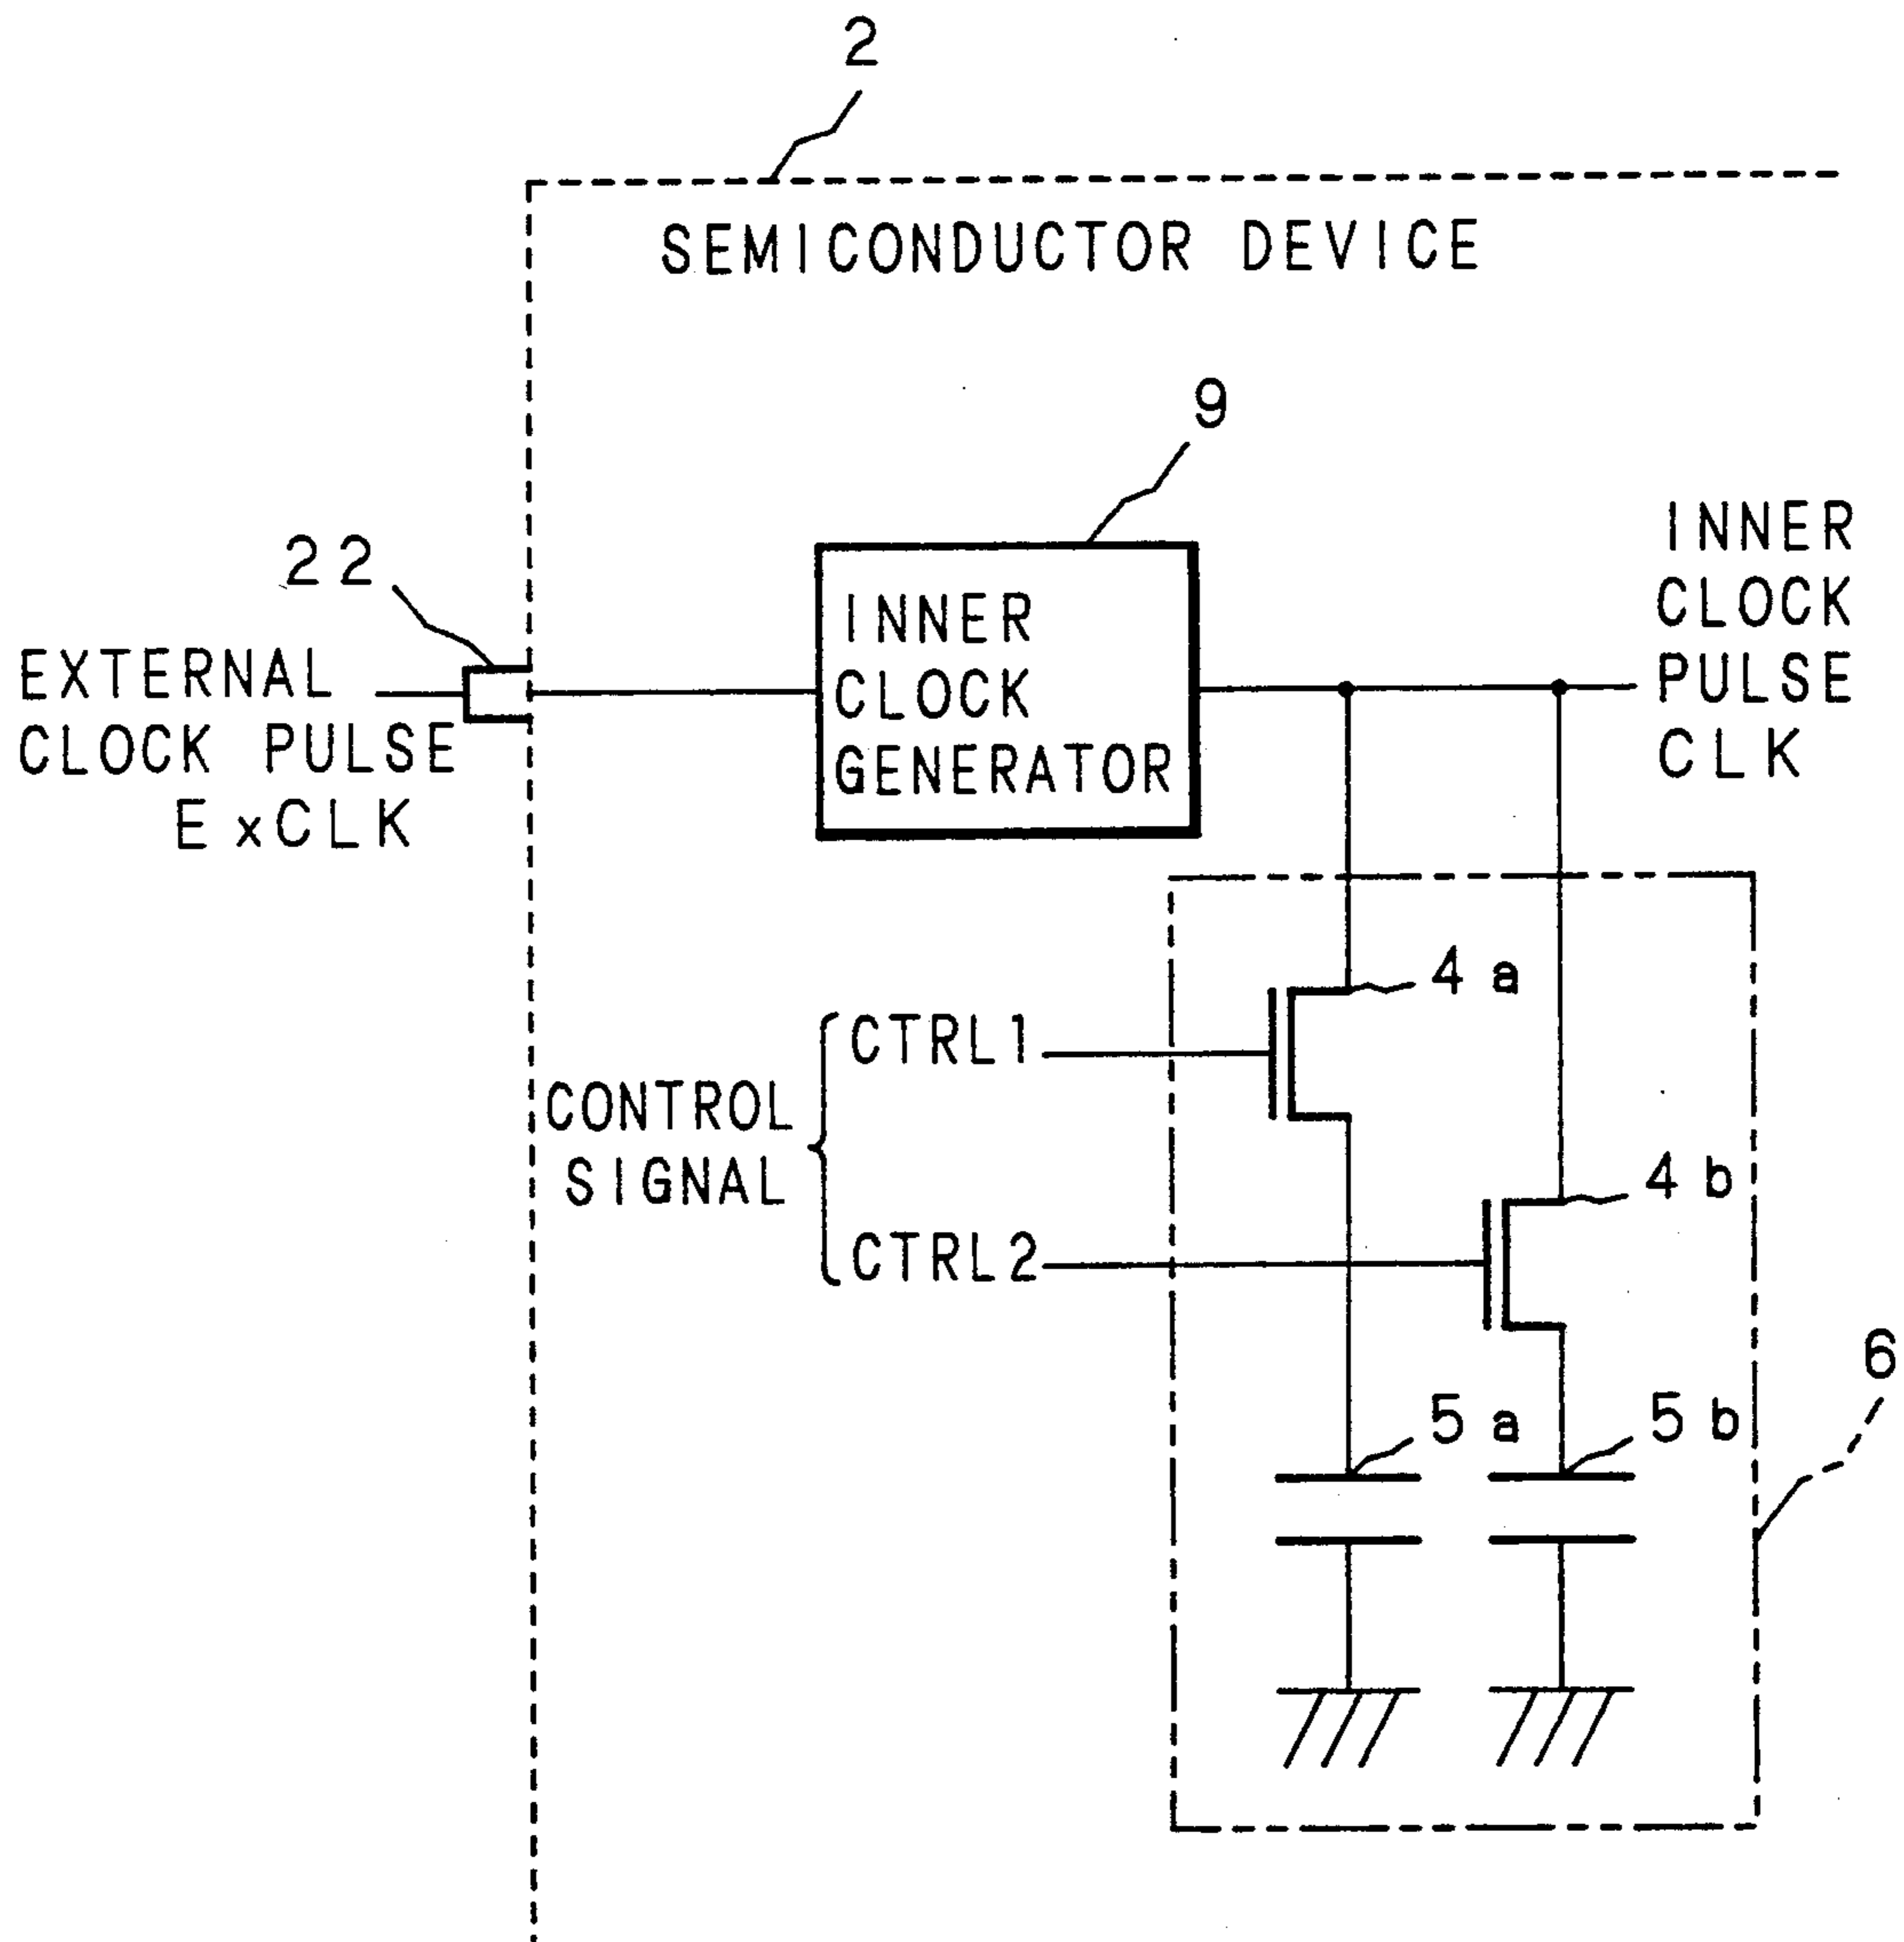 2
SEMICONDUCTOR DEVICE
9
22
INNER
CLOCK
GENERATOR
EXTERNAL
CLOCK PULSE
ExCLK
INNER
CLOCK
PULSE
CLK
4a
CTRL1
CONTROL
SIGNAL
4b
CTRL2
6
5a
5b